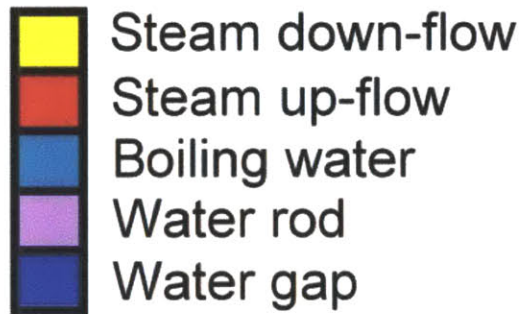 Steam down-flow
Steam up-flow
Boiling water
Water rod
Water gap